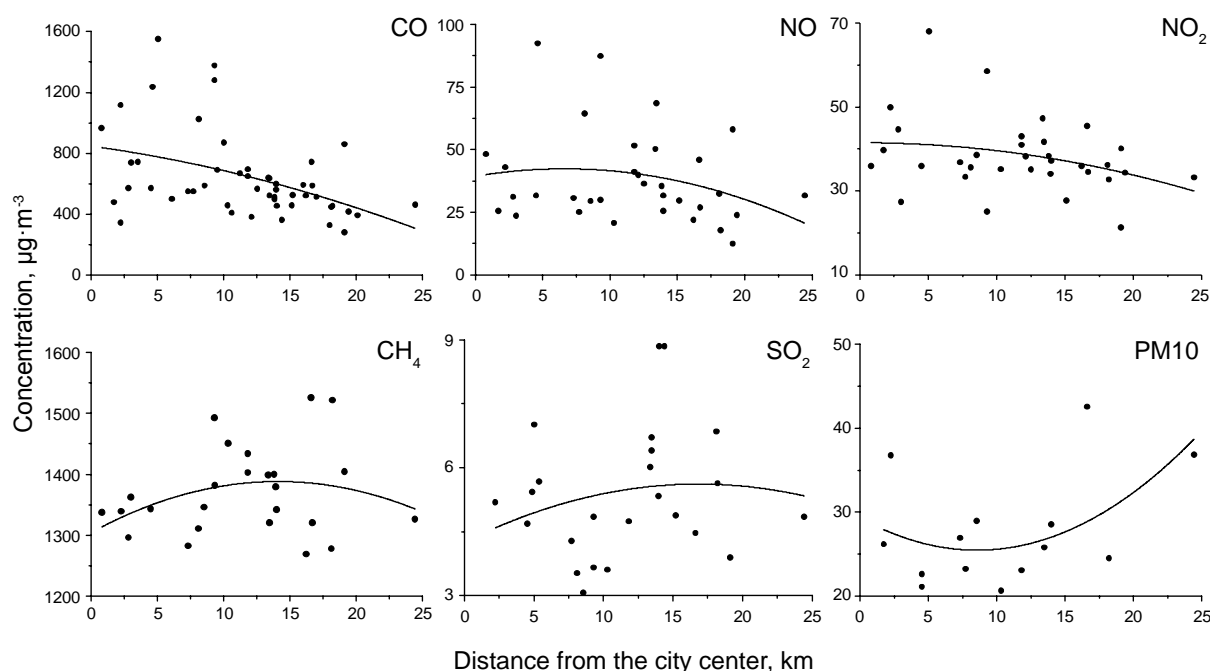 CO
1600
1200
800
400
0
0 5 10 15 20 25
NO
100
75
50
25
0
0 5 10 15 20 25
NO₂
70
50
30
10
0 5 10 15 20 25
Concentration, µg·m⁻³
CH₄
1600
1500
1400
1300
1200
0 5 10 15 20 25
SO₂
9
6
3
0 5 10 15 20 25
PM10
50
40
30
20
0 5 10 15 20 25
Distance from the city center, km